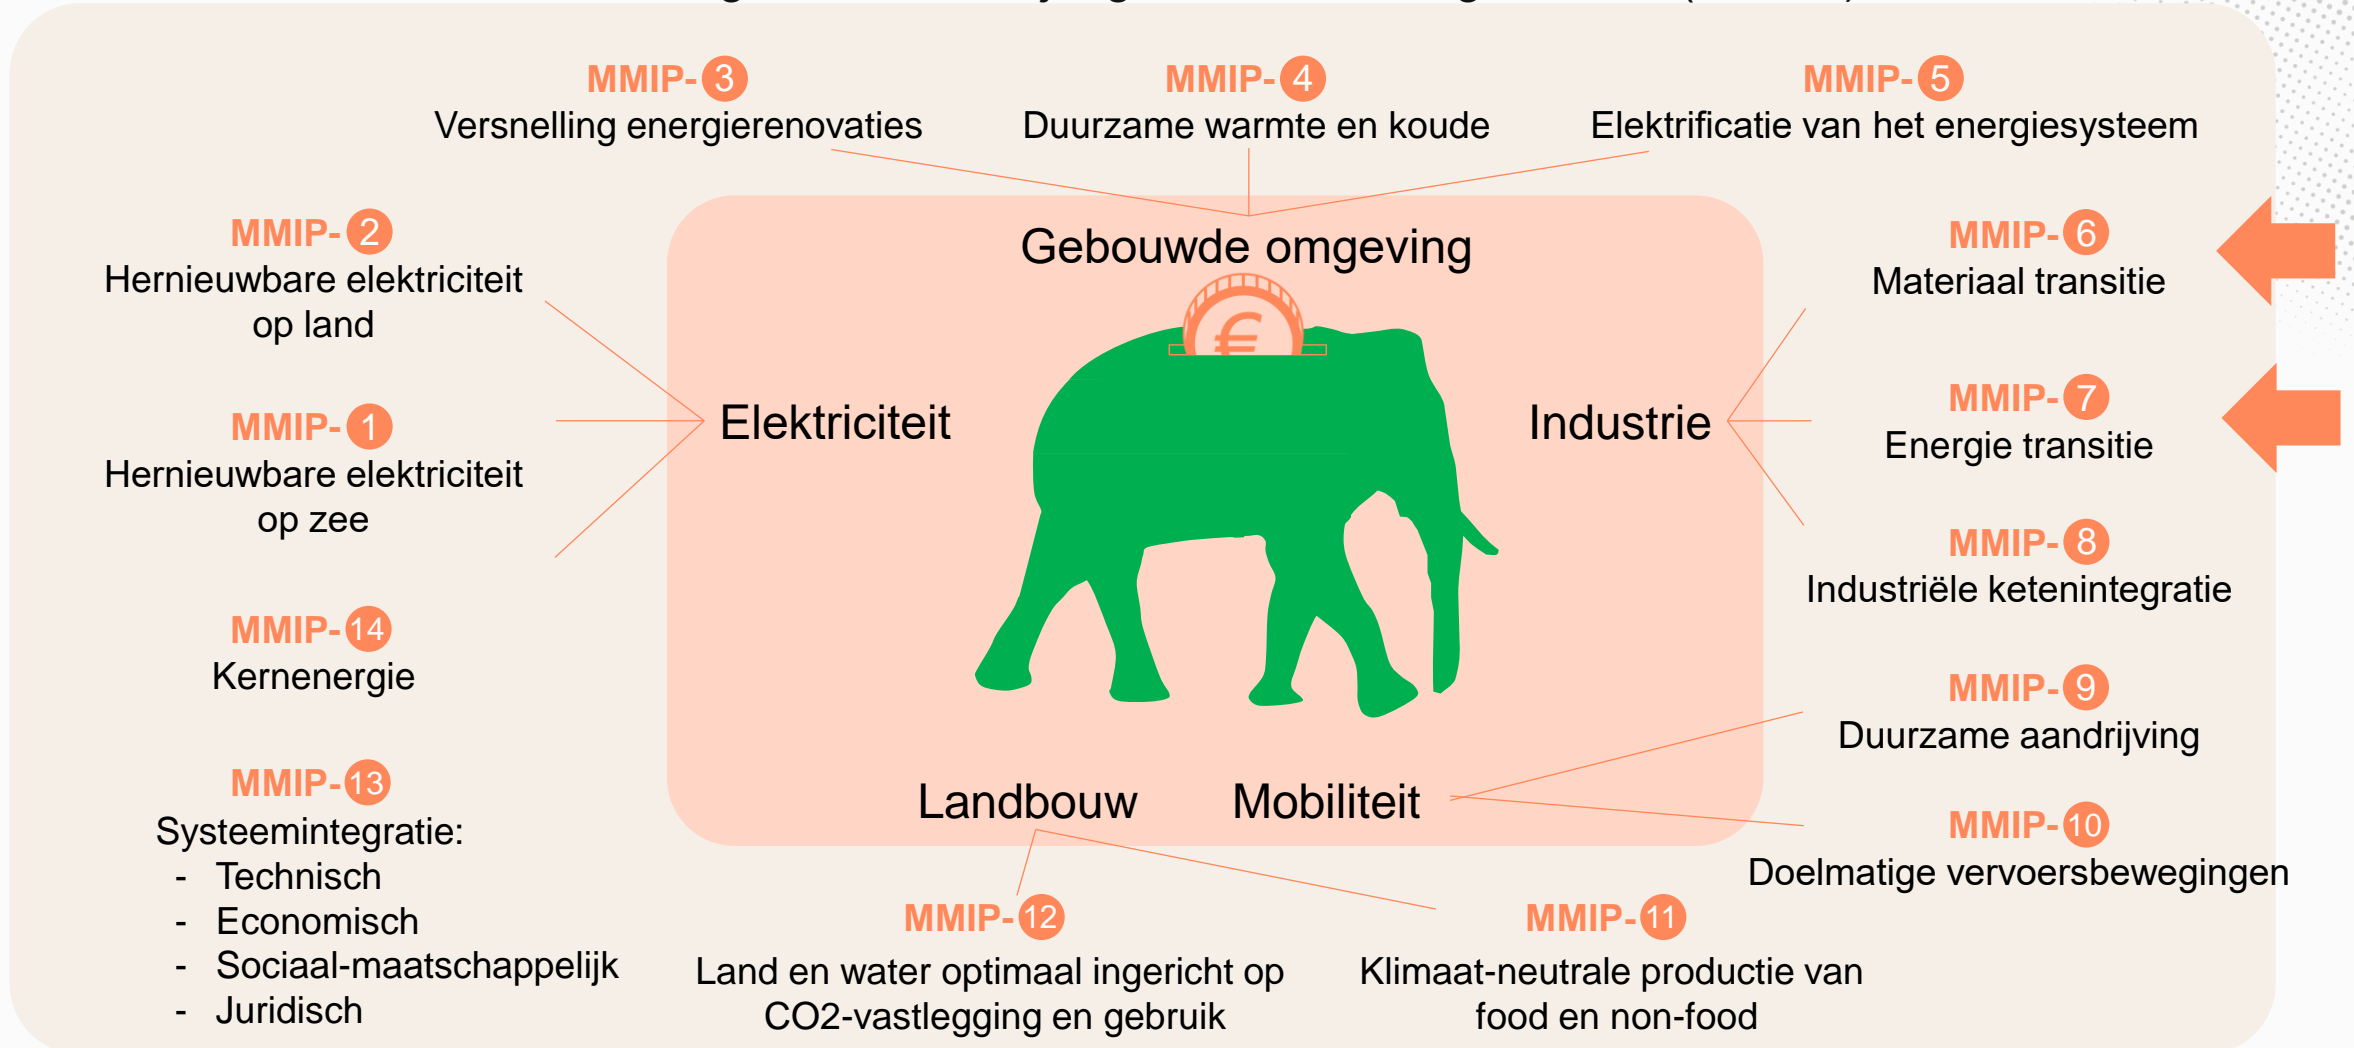 MMIP-3
Versnelling energierenovaties
MMIP-4
Duurzame warmte en koude
MMIP-5
Elektrificatie van het energiesysteem
MMIP-2
Hernieuwbare elektriciteit
op land
MMIP-1
Hernieuwbare elektriciteit
op zee
MMIP-14
Kernenergie
MMIP-13
Systeemintegratie:
- Technisch
- Economisch
- Sociaal-maatschappelijk
- Juridisch
Gebouwde omgeving
€
Elektriciteit
Industrie
Landbouw
Mobiliteit
MMIP-6
Materiaal transitie
MMIP-7
Energie transitie
MMIP-8
Industriële ketenintegratie
MMIP-9
Duurzame aandrijving
MMIP-10
Doelmatige vervoersbewegingen
MMIP-12
Land en water optimaal ingericht op
CO2-vastlegging en gebruik
MMIP-11
Klimaat-neutrale productie van
food en non-food